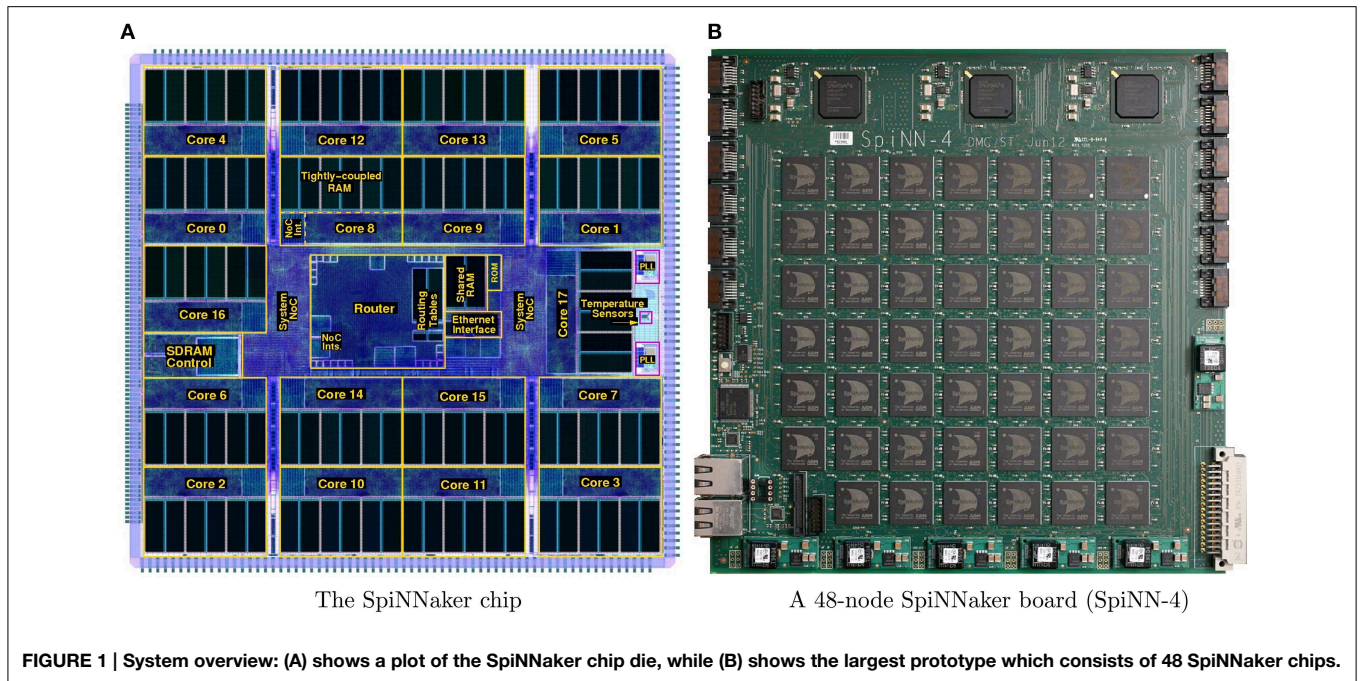 A
B
Core 4
Core 12
Core 13
Core 5
Tightly-coupled
RAM
Core 0
NoC
Int.
Core 8
Core 9
Core 1
Core 16
System
NoC
Router
Routing
Tables
Shared
RAM
ROM
Ethernet
Interface
System
NoC
Core 17
PLL
Temperature
Sensors
NoC
Ints.
PLL
SDRAM
Control
Core 6
Core 14
Core 15
Core 7
Core 2
Core 10
Core 11
Core 3
SpiNN-4 DMC,ST Jun12
The SpiNNaker chip
A 48-node SpiNNaker board (SpiNN-4)
FIGURE 1 | System overview: (A) shows a plot of the SpiNNaker chip die, while (B) shows the largest prototype which consists of 48 SpiNNaker chips.